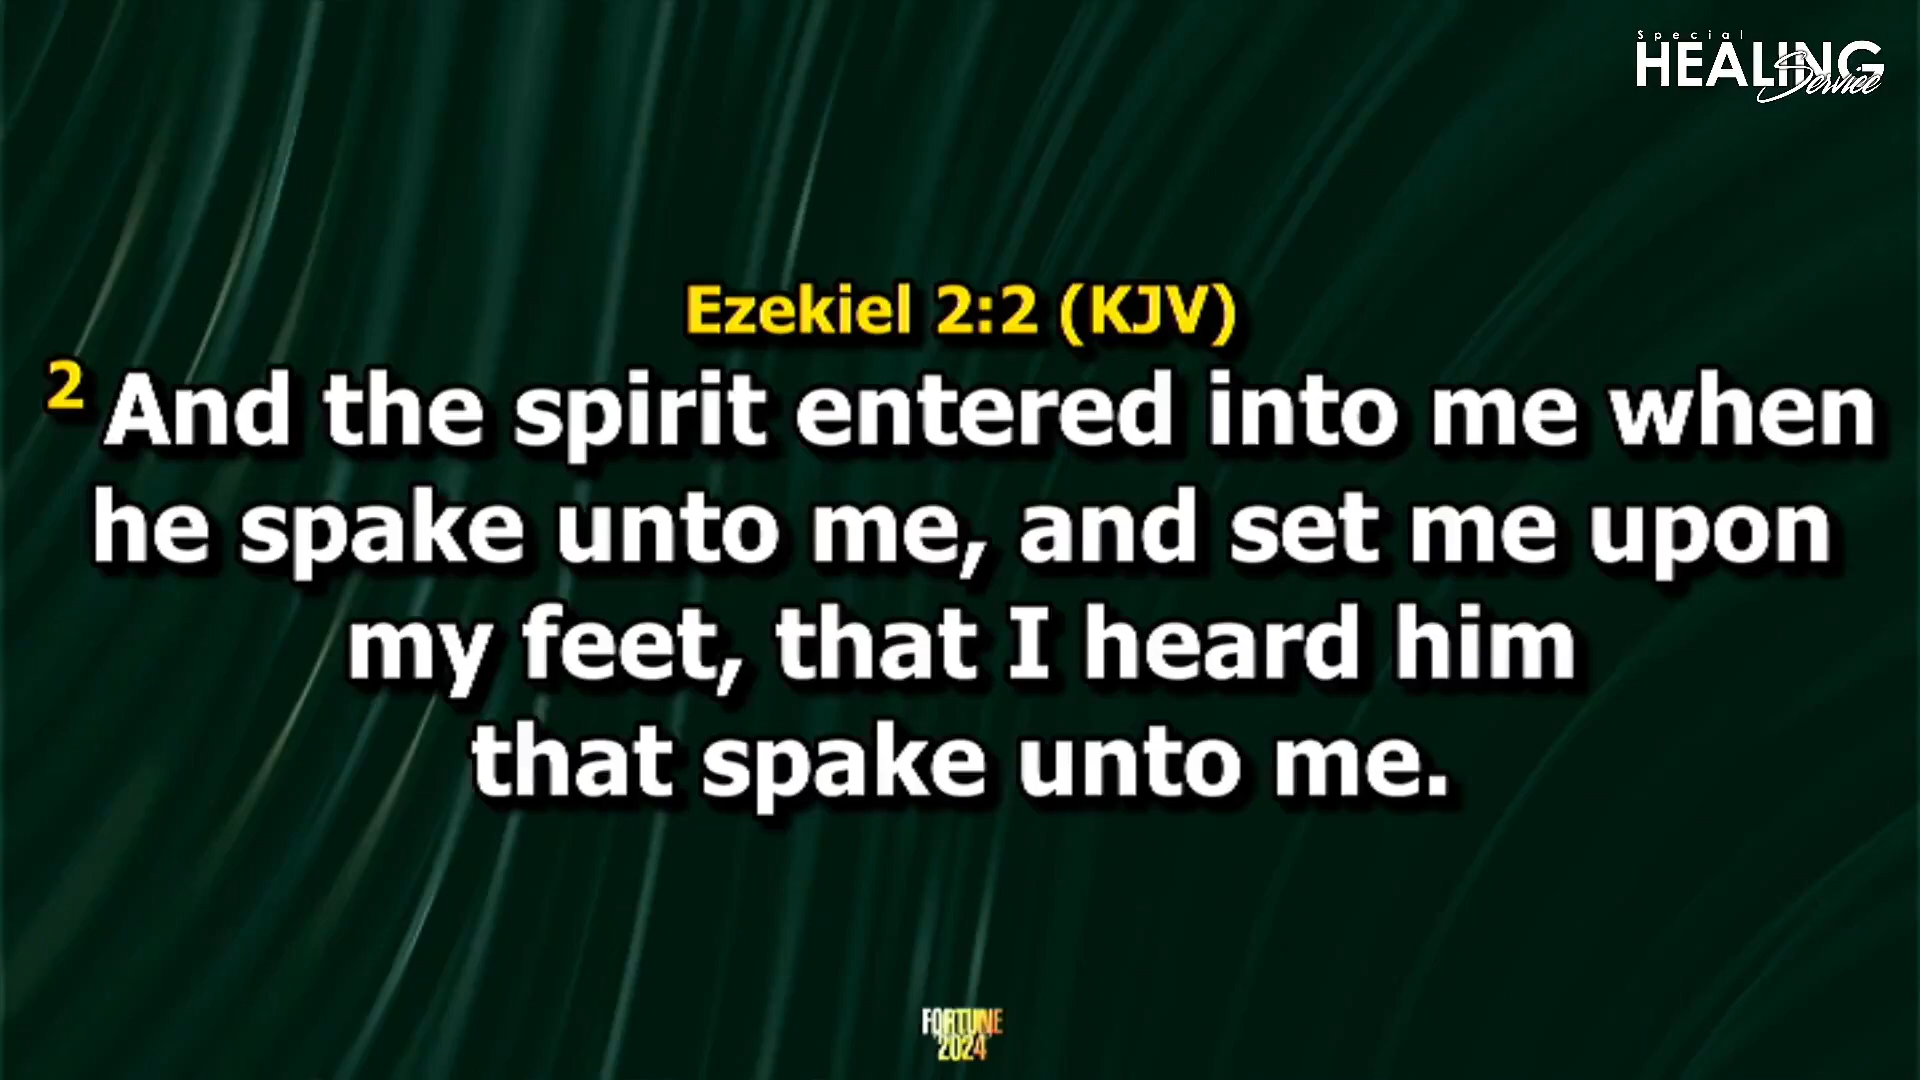 Special
HEALING
Service
Ezekiel 2:2 (KJV)
2 And the spirit entered into me when
he spake unto me, and set me upon
my feet, that I heard him
that spake unto me.
FORTUNE
2024